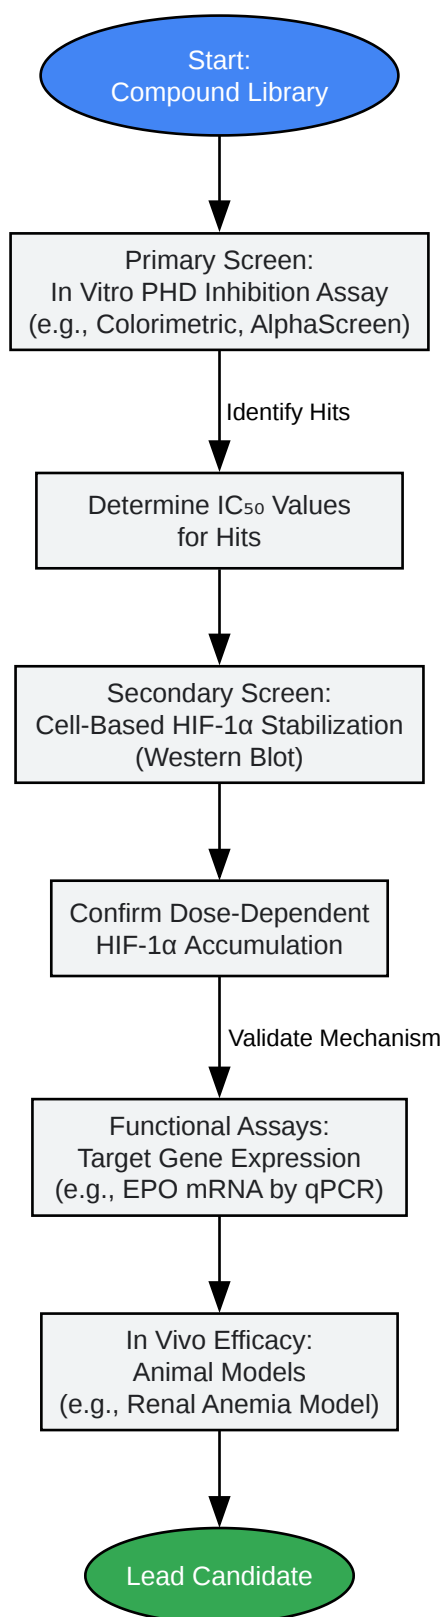 Start:
Compound Library
Primary Screen:
In Vitro PHD Inhibition Assay
(e.g., Colorimetric, AlphaScreen)
Identify Hits
Determine IC₅₀ Values
for Hits
Secondary Screen:
Cell-Based HIF-1α Stabilization
(Western Blot)
Confirm Dose-Dependent
HIF-1α Accumulation
Validate Mechanism
Functional Assays:
Target Gene Expression
(e.g., EPO mRNA by qPCR)
In Vivo Efficacy:
Animal Models
(e.g., Renal Anemia Model)
Lead Candidate